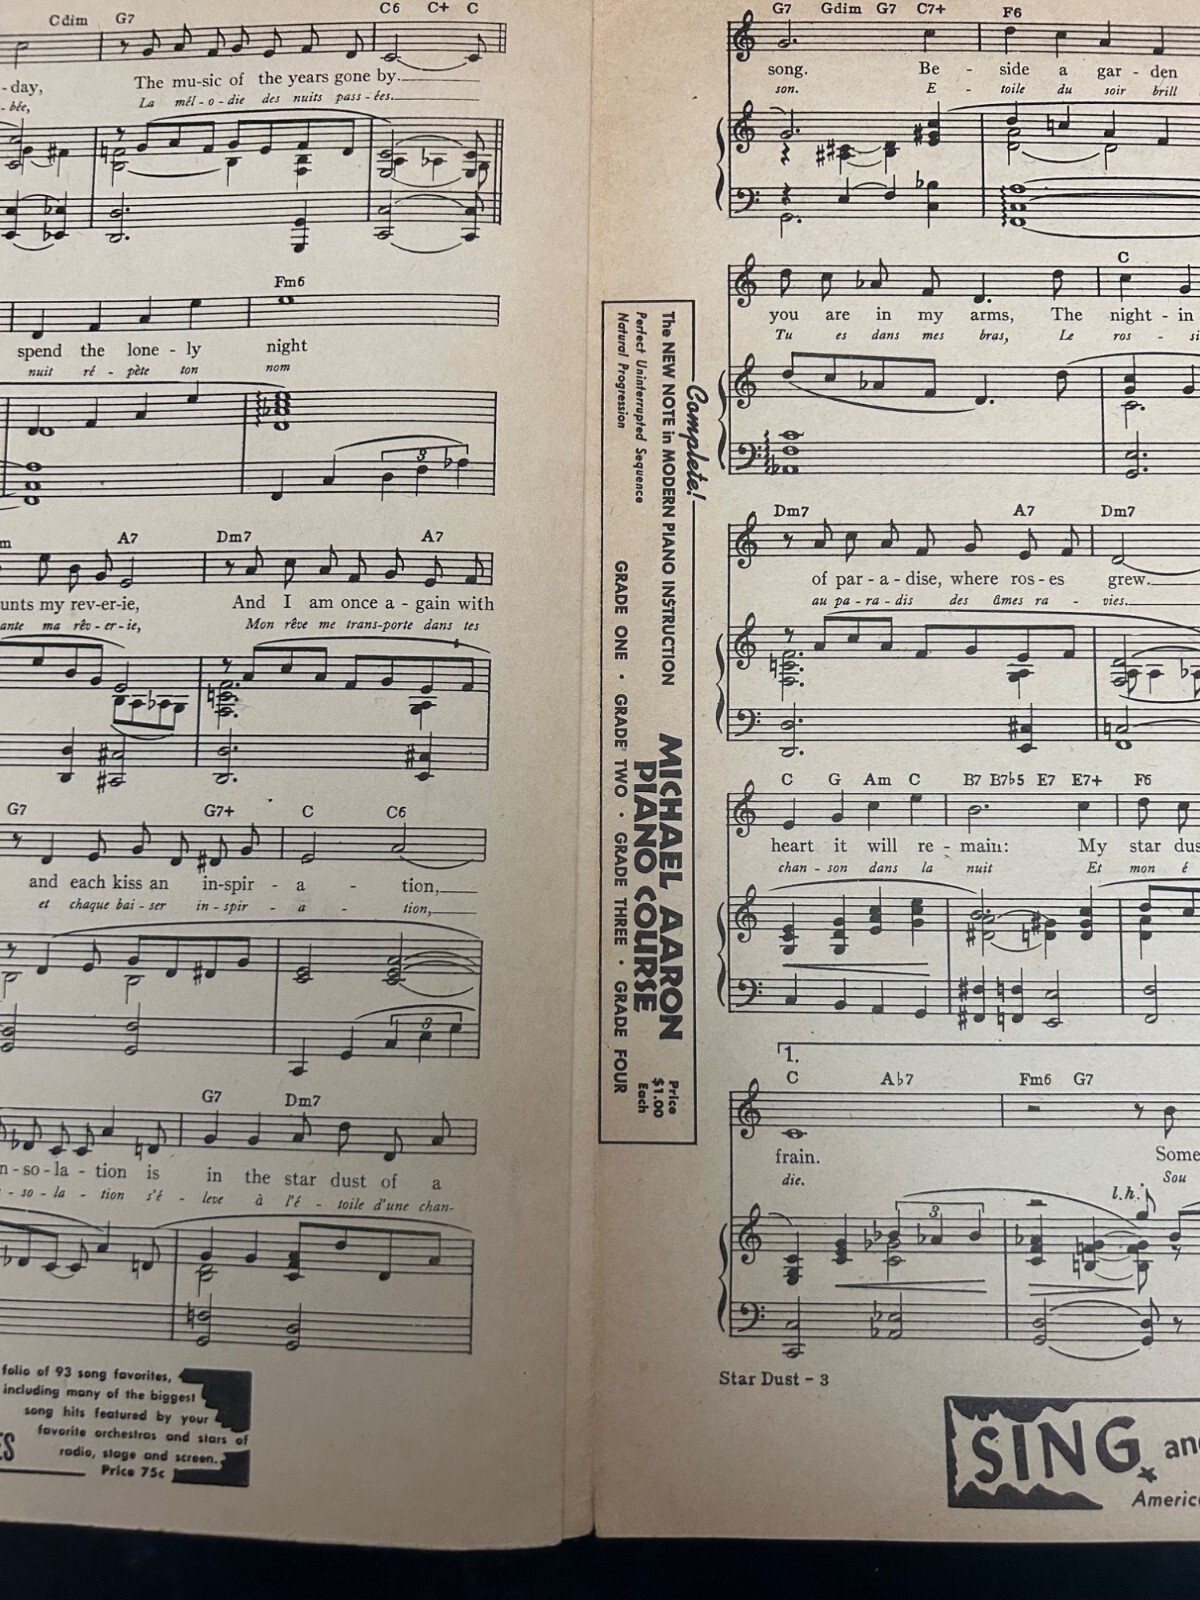 Cdim G7 C6 C+ C
-day, The mu-sic of the years gone by.
-bée, La mél-o-die des nuits pass-ées.
Fm6
spend the lone-ly night
nuit ré-pète ton nom
3
m A7 Dm7 A7
unts my rev-er-ie, And I am once a-gain with
ante ma rêv-er-ie, Mon rêve me trans-porte dans tes
G7 G7+ C C6
and each kiss an in-spir-a-tion,
et chaque bai-ser in-spir-a-tion,
3
G7 Dm7
n-so-la-tion is in the star dust of a
-so-la-tion s'é-leve à l'é-toile d'une chan-
folio of 93 song favorites,
including many of the biggest
song hits featured by your
favorite orchestras and stars of
ES radio, stage and screen.
Price 75c
Complete!
The NEW NOTE in MODERN PIANO INSTRUCTION
Perfect Uninterrupted Sequence
Natural Progression
MICHAEL AARON
PIANO COURSE
GRADE ONE • GRADE TWO • GRADE THREE • GRADE FOUR
Price
$1.00
Each
G7 Gdim G7 C7+ F6
song. Be-side a gar-den
son. E-toile du soir brill
C
you are in my arms, The night-in
Tu es dans mes bras, Le ros-si
Dm7 A7 Dm7
of par-a-dise, where ros-es grew.
au pa-ra-dis des âmes ra-vies.
C G Am C B7 B7♭5 E7 E7+ F6
heart it will re-main: My star dus
chan-son dans la nuit Et mon é
1.
C A♭7 Fm6 G7
frain. Some
die. Sou
l.h.
3
Star Dust - 3
SING and
Americ